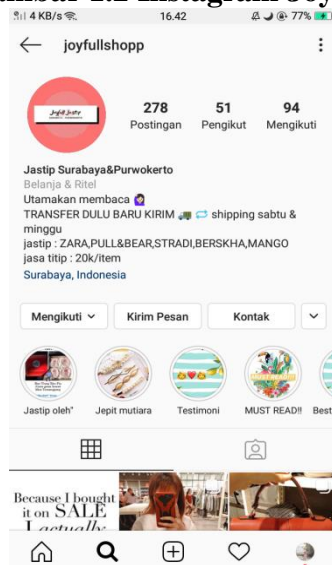 4 KB/s 16.42 77%
joyfullshopp
278 51 94
Postingan Pengikut Mengikuti
Jastip Surabaya&Purwokerto
Belanja & Ritel
Utamakan membaca 🙆🏻‍♀️
TRANSFER DULU BARU KIRIM 🚚 🔁 shipping sabtu &
minggu
jastip : ZARA,PULL&BEAR,STRADI,BERSKHA,MANGO
jasa titip : 20k/item
Surabaya, Indonesia
Mengikuti Kirim Pesan Kontak
Jastip oleh" Jepit mutiara Testimoni MUST READ!! Best
Because I bought
it on SALE
I actually